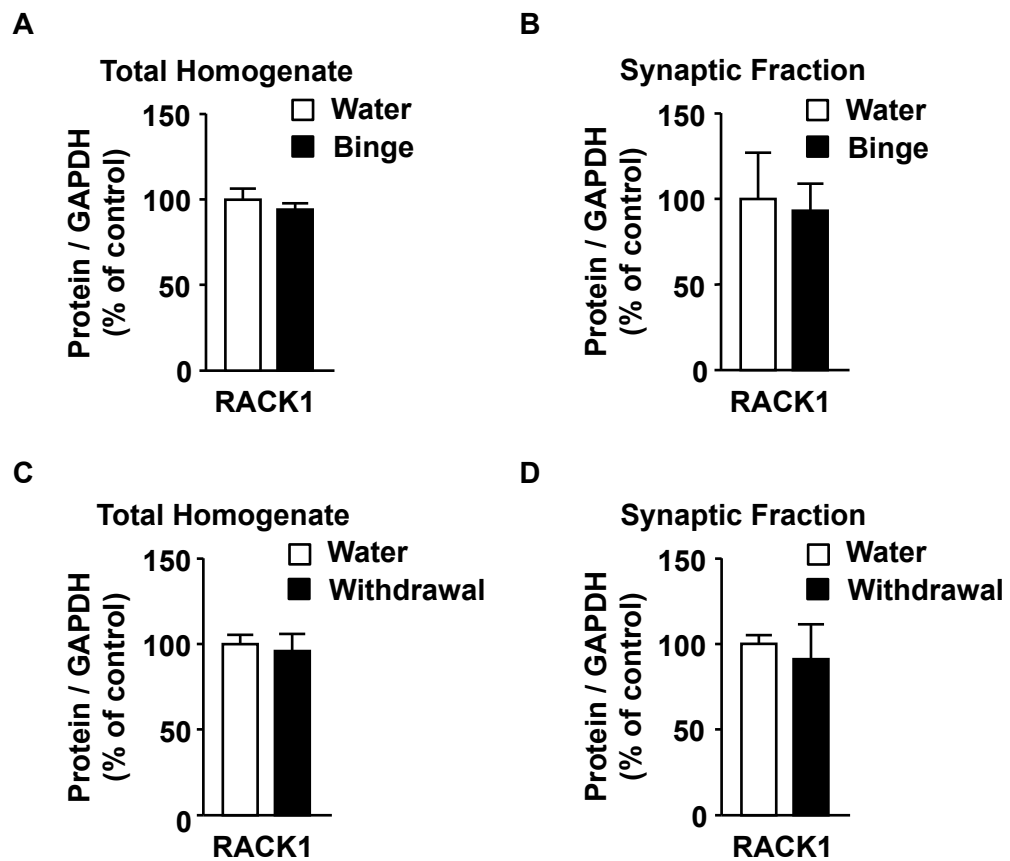 A
Total Homogenate
Water
Binge
Protein / GAPDH
(% of control)
150
100
50
0
RACK1
B
Synaptic Fraction
Water
Binge
Protein / GAPDH
(% of control)
150
100
50
0
RACK1
C
Total Homogenate
Water
Withdrawal
Protein / GAPDH
(% of control)
150
100
50
0
RACK1
D
Synaptic Fraction
Water
Withdrawal
Protein / GAPDH
(% of control)
150
100
50
0
RACK1